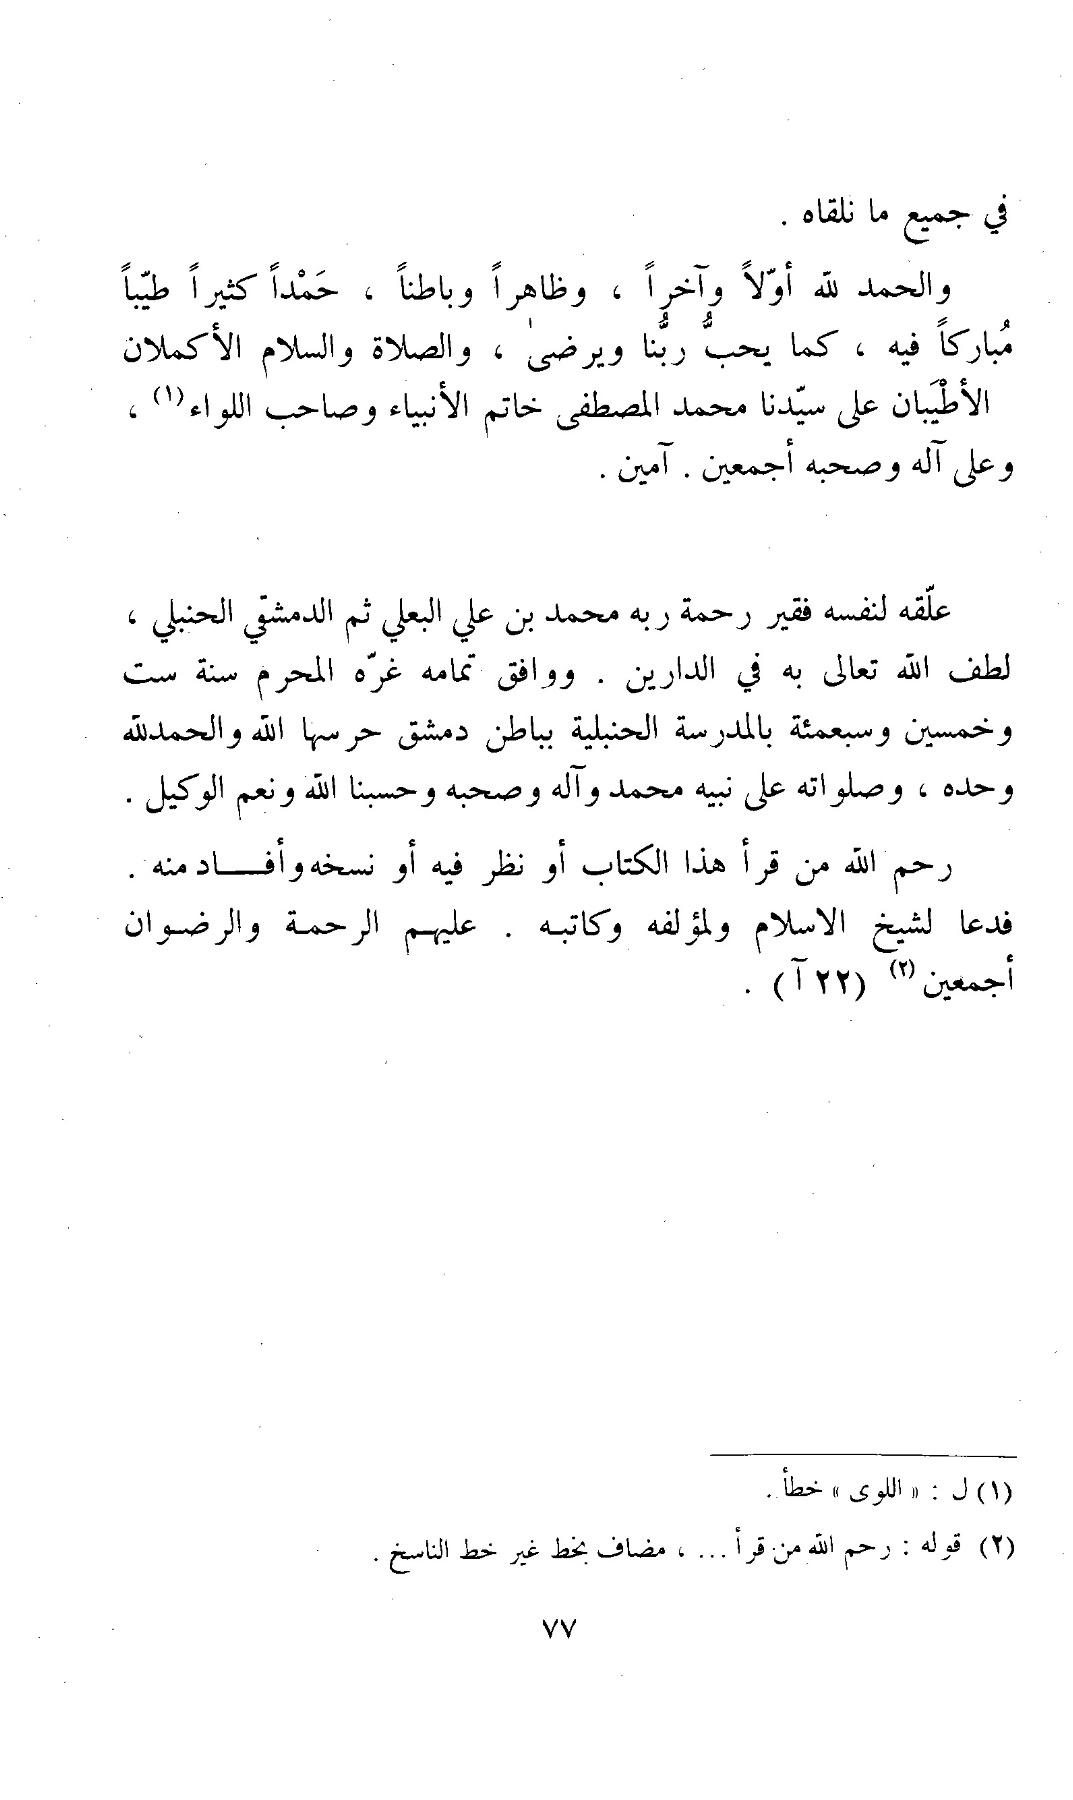 في جميع ما نلقاه .
والحمد لله أوّلاً وآخراً ، وظاهراً وباطناً ، حَمْداً كثيراً طيّباً
مُباركاً فيه ، كما يحبُّ ربُّنا ويرضىٰ ، والصلاة والسلام الأكملان
الأطْيَبان على سيّدنا محمد المصطفى خاتم الأنبياء وصاحب اللواء(١) ،
وعلى آله وصحبه أجمعين . آمين .
علّقه لنفسه فقير رحمة ربه محمد بن علي البعلي ثم الدمشقي الحنبلي ،
لطف الله تعالى به في الدارين . ووافق تمامه غرّه المحرم سنة ست
وخمسين وسبعمئة بالمدرسة الحنبلية بباطن دمشق حرسها الله والحمدلله
وحده ، وصلواته على نبيه محمد وآله وصحبه وحسبنا الله ونعم الوكيل .
رحم الله من قرأ هذا الكتاب أو نظر فيه أو نسخه وأفـــاد منه .
فدعا لشيخ الاسلام ولمؤلفه وكاتبـه . عليهـم الرحمـة والرضـوان
أجمعين(٢) (٢٢ آ) .
(١) ل : « اللوى » خطأ .
(٢) قوله : رحم الله من قرأ ... ، مضاف بخط غير خط الناسخ .
٧٧